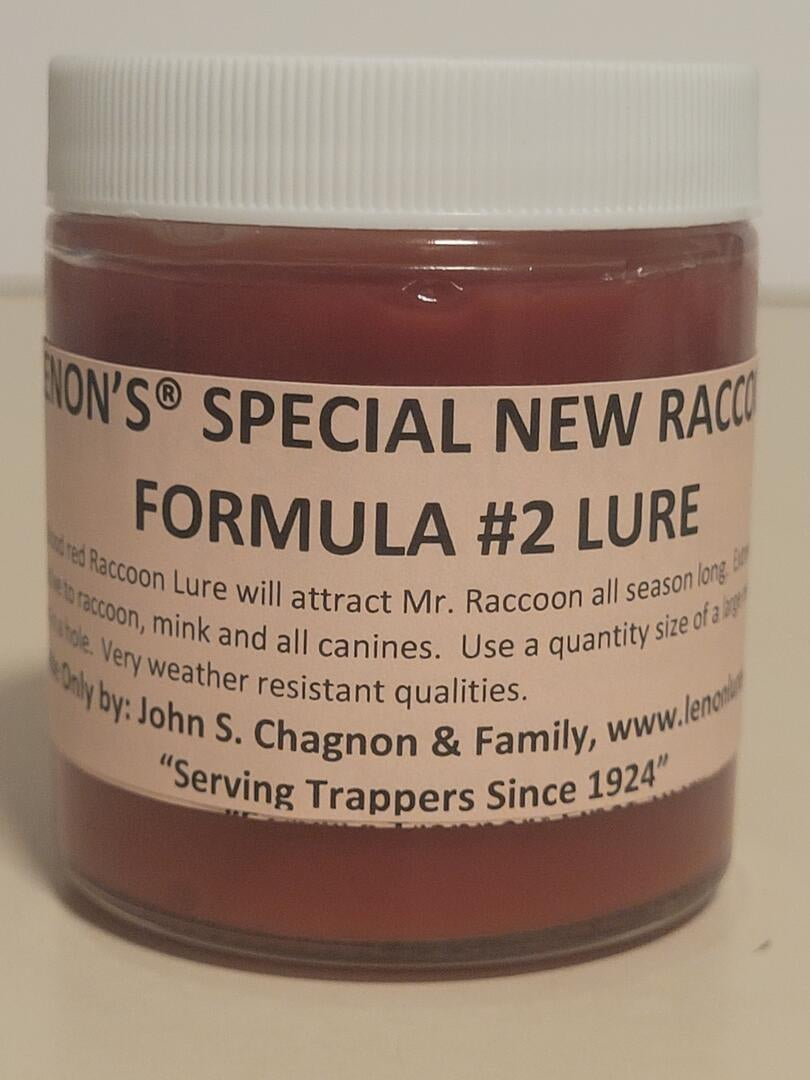 ENON'S® SPECIAL NEW RACCO
FORMULA #2 LURE
red Raccoon Lure will attract Mr. Raccoon all season long.
to raccoon, mink and all canines. Use a quantity size of a large
hole. Very weather resistant qualities.
Only by: John S. Chagnon & Family, www.lenonlure
"Serving Trappers Since 1924"